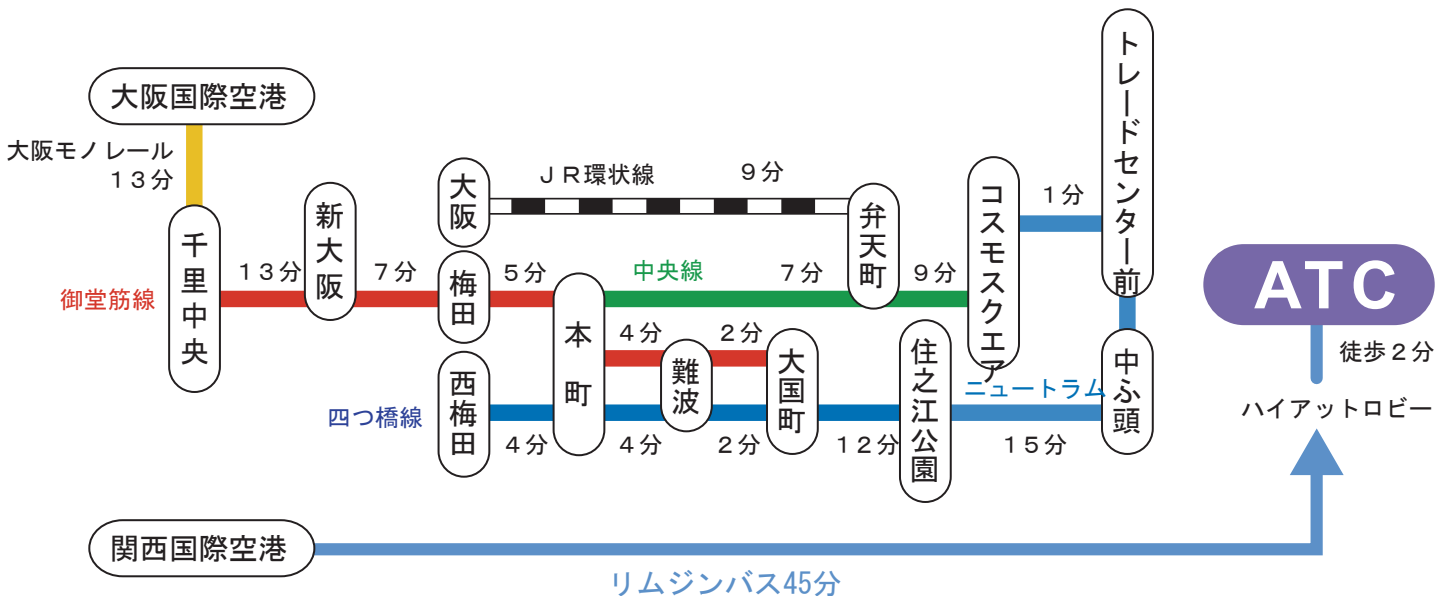 大阪国際空港
大阪モノレール
13分
千里中央
御堂筋線
13分
新大阪
7分
大阪
JR環状線
9分
梅田
5分
本町
中央線
7分
弁天町
9分
コスモスクエア
1分
トレードセンター前
4分
2分
難波
大国町
西梅田
四つ橋線
4分
4分
2分
12分
住之江公園
ニュートラム
15分
中ふ頭
ATC
徒歩2分
ハイアットロビー
関西国際空港
リムジンバス45分